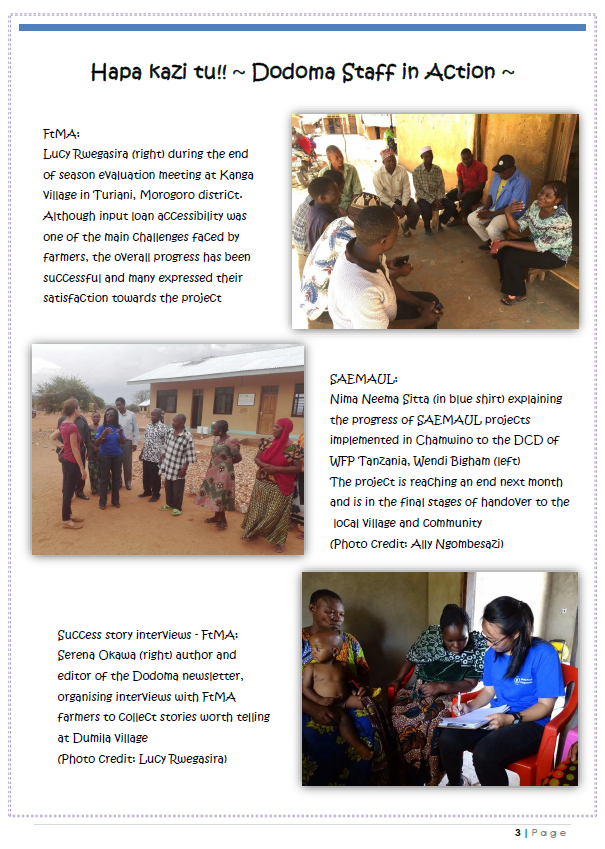 Hapa kazi tu!! ~ Dodoma Staff in Action ~
FtMA:
Lucy Rwegasira (right) during the end
of season evaluation meeting at Kanga
Village in Turiani, Morogoro district.
Although input loan accessibility was
one of the main challenges faced by
farmers, the overall progress has been
successful and many expressed their
satisfaction towards the project
SAEMAUL:
Nima Neema Sitta (in blue shirt) explaining
the progress of SAEMAUL projects
implemented in Chamwino to the DCD of
WFP Tanzania, Wendi Bigham (left)
The project is reaching an end next month
and is in the final stages of handover to the
local village and community
(Photo credit: Ally Ngombesazi)
Success story interviews - FtMA:
Serena Okawa (right) author and
editor of the Dodoma newsletter,
organising interviews with FtMA
farmers to collect stories worth telling
at Dumila village
(Photo credit: Lucy Rwegasira)
3 | Page